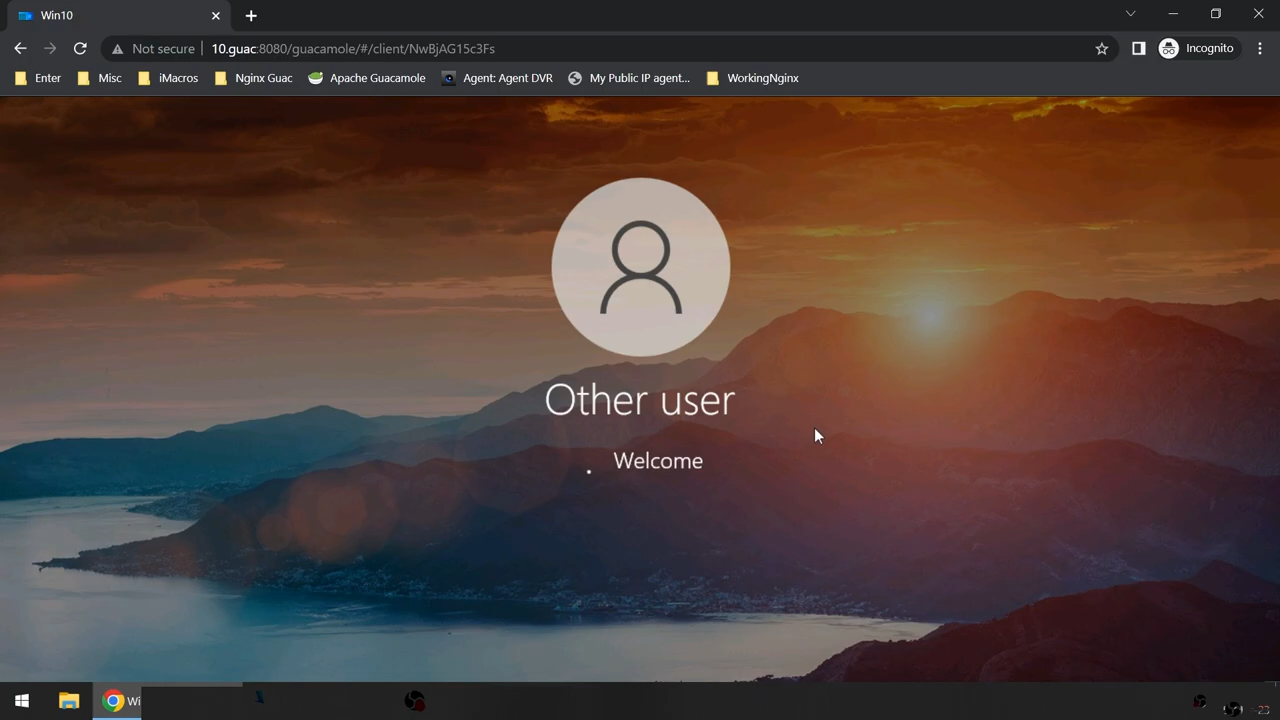 Win10
Not secure
10.guac:8080/guacamole/#/client/NwBjAG15c3Fs
Incognito
Enter
Misc
iMacros
Nginx Guac
Apache Guacamole
Agent: Agent DVR
My Public IP agent...
WorkingNginx
Other user
Welcome
Wi